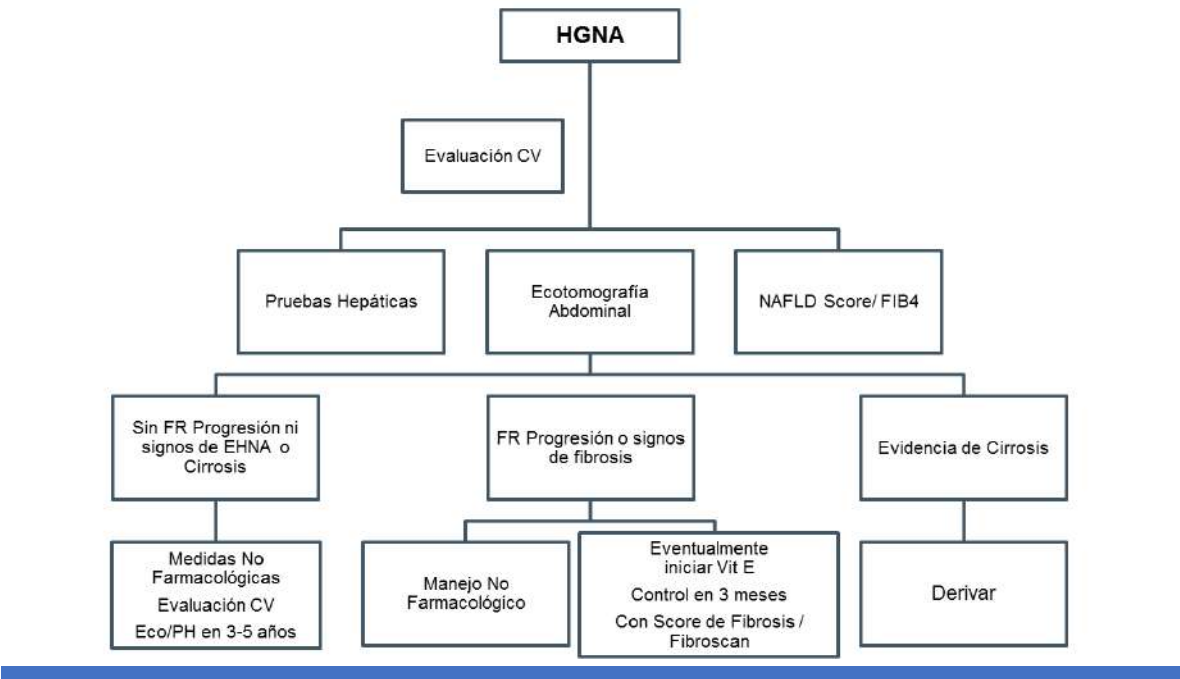 HGNA
Evaluación CV
Pruebas Hepáticas
Ecotomografía
Abdominal
NAFLD Score/ FIB4
Sin FR Progresión ni
signos de EHNA o
Cirrosis
FR Progresión o signos
de fibrosis
Evidencia de Cirrosis
Medidas No
Farmacológicas
Evaluación CV
Eco/PH en 3-5 años
Manejo No
Farmacológico
Eventualmente
iniciar Vit E
Control en 3 meses
Con Score de Fibrosis /
Fibroscan
Derivar